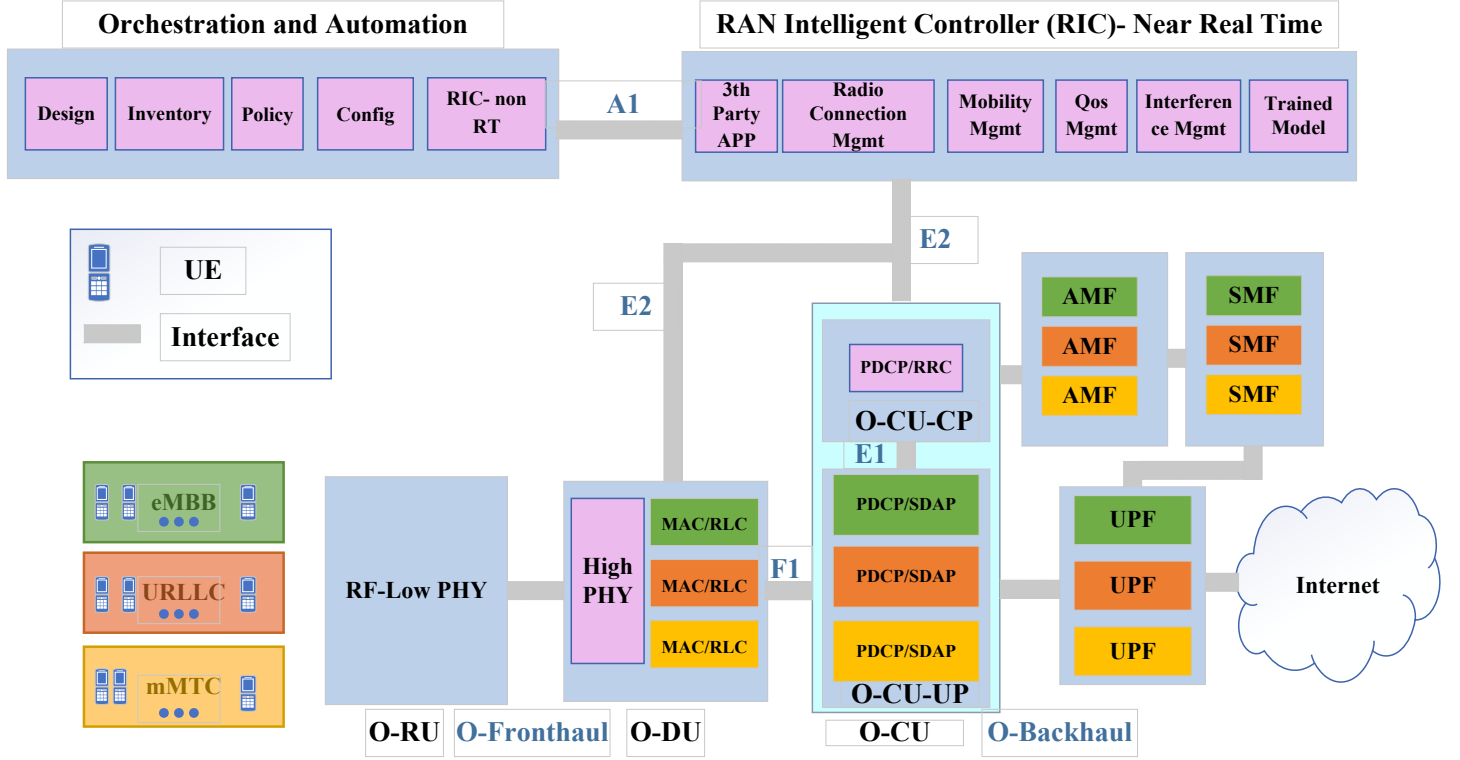 Orchestration and Automation
RAN Intelligent Controller (RIC)- Near Real Time
Design
Inventory
Policy
Config
RIC- non
RT
A1
3th
Party
APP
Radio
Connection
Mgmt
Mobility
Mgmt
Qos
Mgmt
Interferen
ce Mgmt
Trained
Model
UE
Interface
E2
E2
AMF
AMF
AMF
SMF
SMF
SMF
PDCP/RRC
O-CU-CP
E1
eMBB
URLLC
mMTC
RF-Low PHY
High
PHY
MAC/RLC
MAC/RLC
MAC/RLC
F1
PDCP/SDAP
PDCP/SDAP
PDCP/SDAP
O-CU-UP
UPF
UPF
UPF
Internet
O-RU
O-Fronthaul
O-DU
O-CU
O-Backhaul